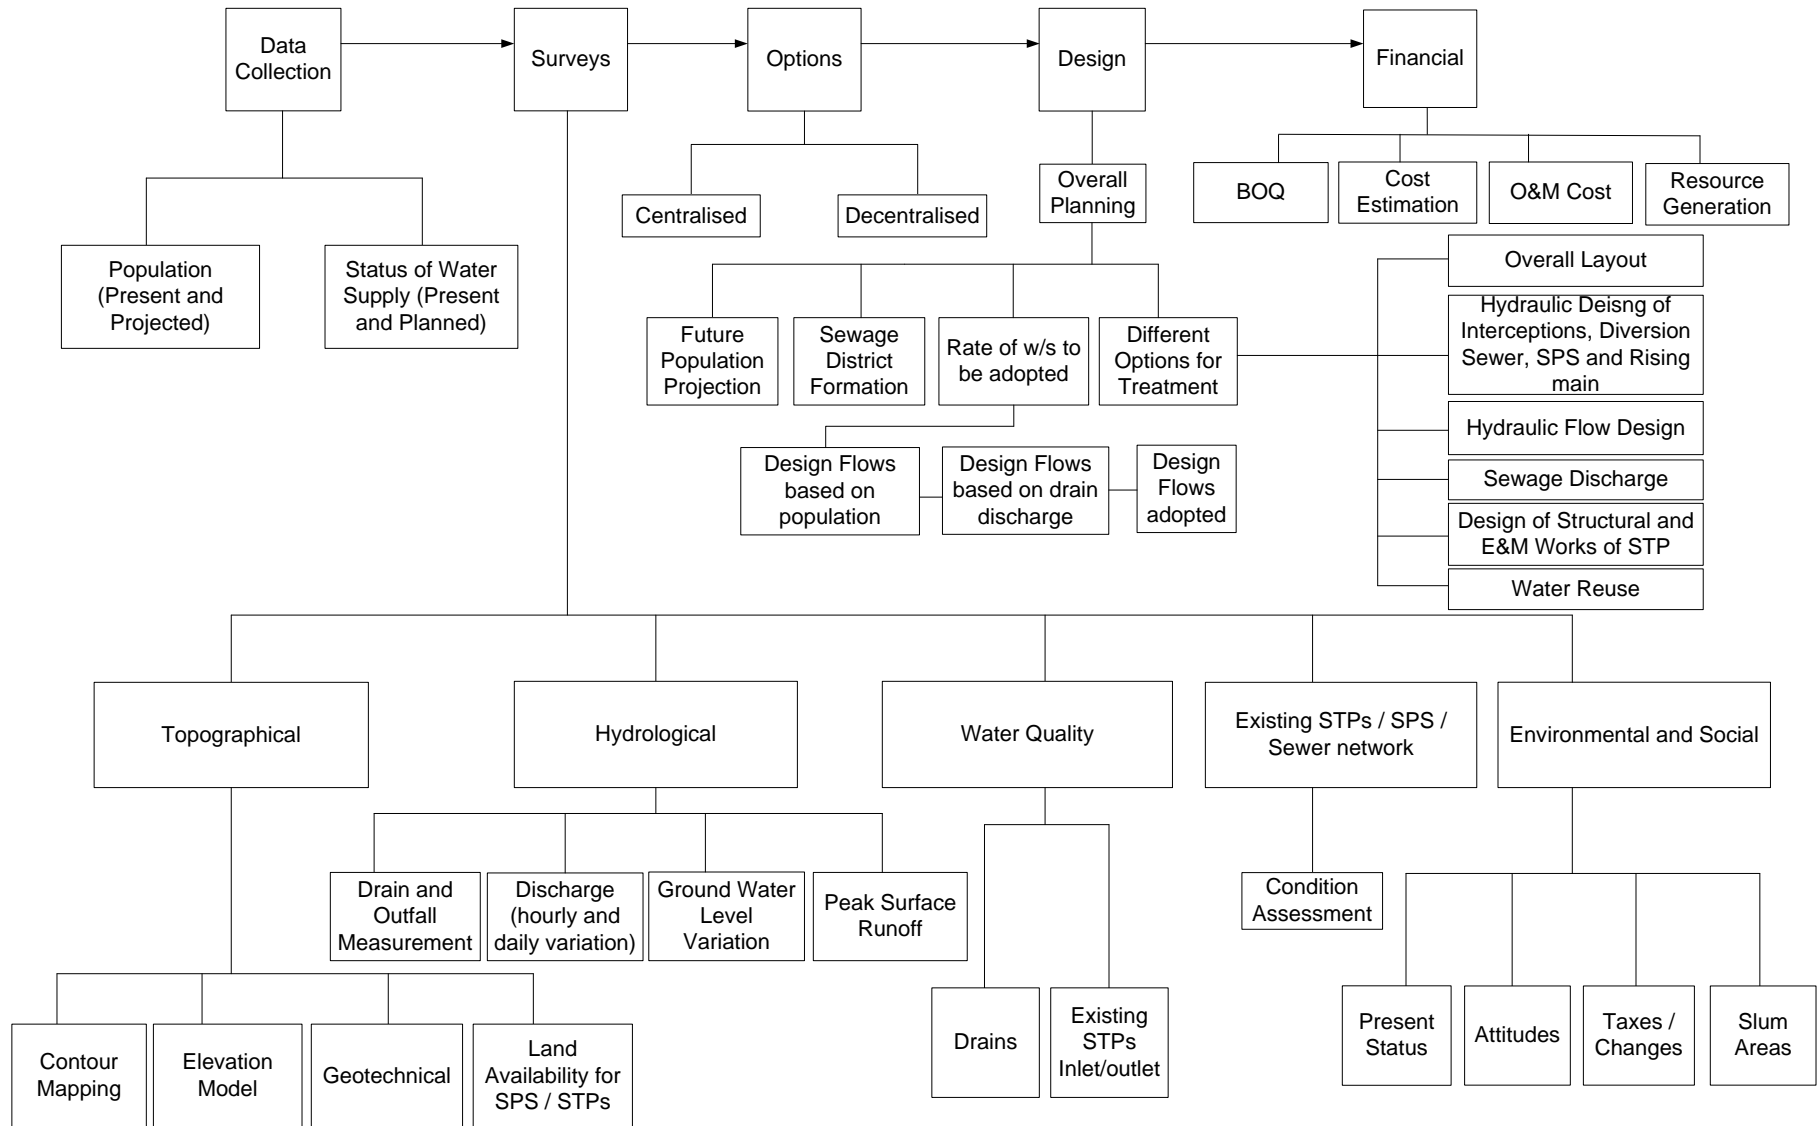 Data
Collection
Surveys
Options
Design
Financial
Centralised
Decentralised
Overall
Planning
BOQ
Cost
Estimation
O&M Cost
Resource
Generation
Population
(Present and
Projected)
Status of Water
Supply (Present
and Planned)
Future
Population
Projection
Sewage
District
Formation
Rate of w/s to
be adopted
Different
Options for
Treatment
Overall Layout
Hydraulic Deisng of
Interceptions, Diversion
Sewer, SPS and Rising
main
Hydraulic Flow Design
Sewage Discharge
Design of Structural and
E&M Works of STP
Water Reuse
Design Flows
based on
population
Design Flows
based on drain
discharge
Design
Flows
adopted
Topographical
Hydrological
Water Quality
Existing STPs / SPS /
Sewer network
Environmental and Social
Drain and
Outfall
Measurement
Discharge
(hourly and
daily variation)
Ground Water
Level
Variation
Peak Surface
Runoff
Condition
Assessment
Contour
Mapping
Elevation
Model
Geotechnical
Land
Availability for
SPS / STPs
Drains
Existing
STPs
Inlet/outlet
Present
Status
Attitudes
Taxes /
Changes
Slum
Areas